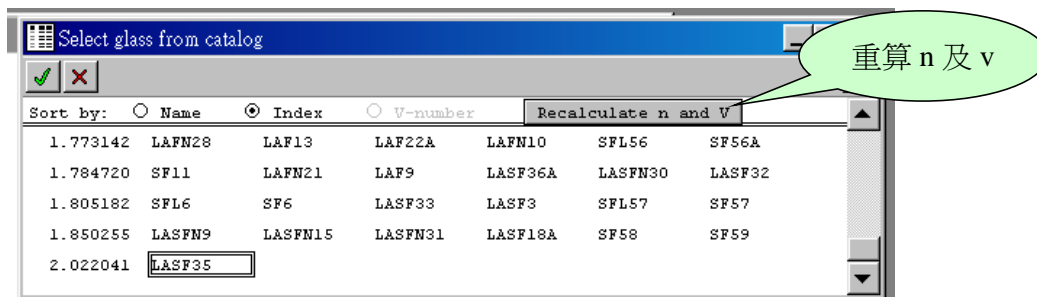 Select glass from catalog
重算 n 及 v
Sort by: Name Index V-number Recalculate n and V
1.773142 LAFN28 LAF13 LAF22A LAFN10 SFL56 SF56A
1.784720 SF11 LAFN21 LAF9 LASF36A LASFN30 LASF32
1.805182 SFL6 SF6 LASF33 LASF3 SFL57 SF57
1.850255 LASFN9 LASFN15 LASFN31 LASF18A SF58 SF59
2.022041 LASF35